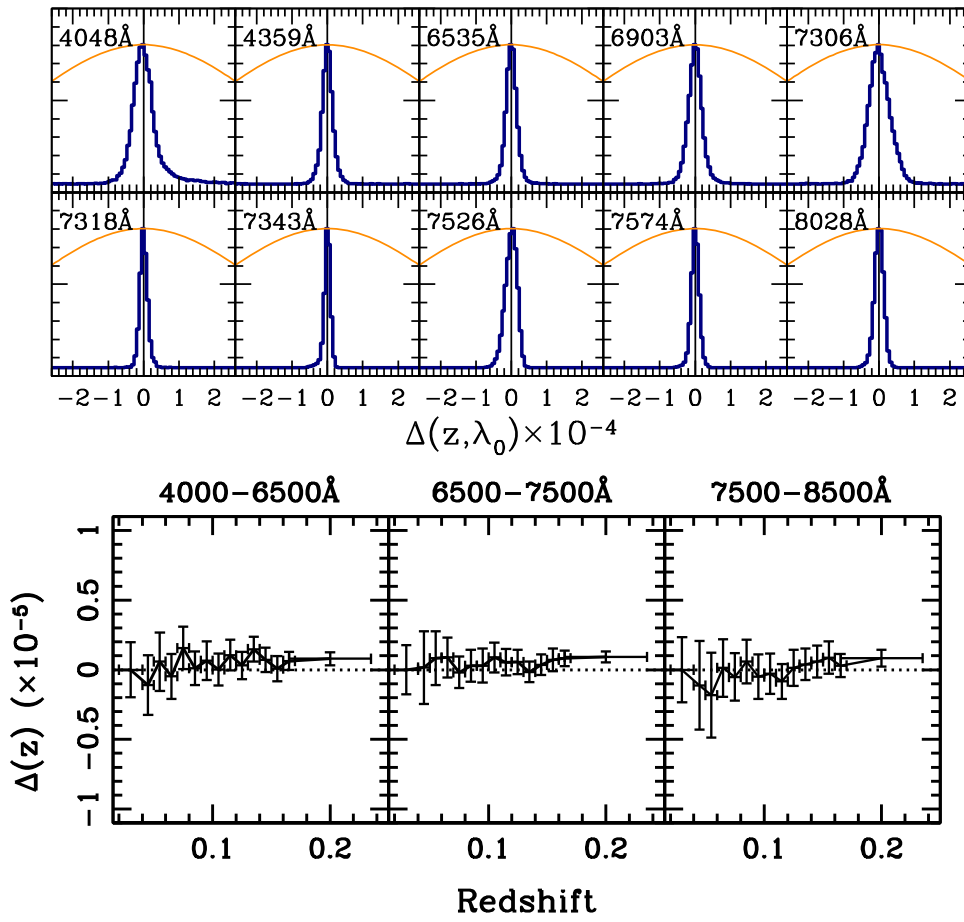 4048Å 4359Å 6535Å 6903Å 7306Å
7318Å 7343Å 7526Å 7574Å 8028Å
-2 -1 0 1 2 -2 -1 0 1 2 -2 -1 0 1 2 -2 -1 0 1 2 -2 -1 0 1 2
Δ(z,λ₀)×10⁻⁴
4000-6500Å 6500-7500Å 7500-8500Å
1
0.5
0
-0.5
-1
Δ(z) (×10⁻⁵)
0.1 0.2 0.1 0.2 0.1 0.2
Redshift